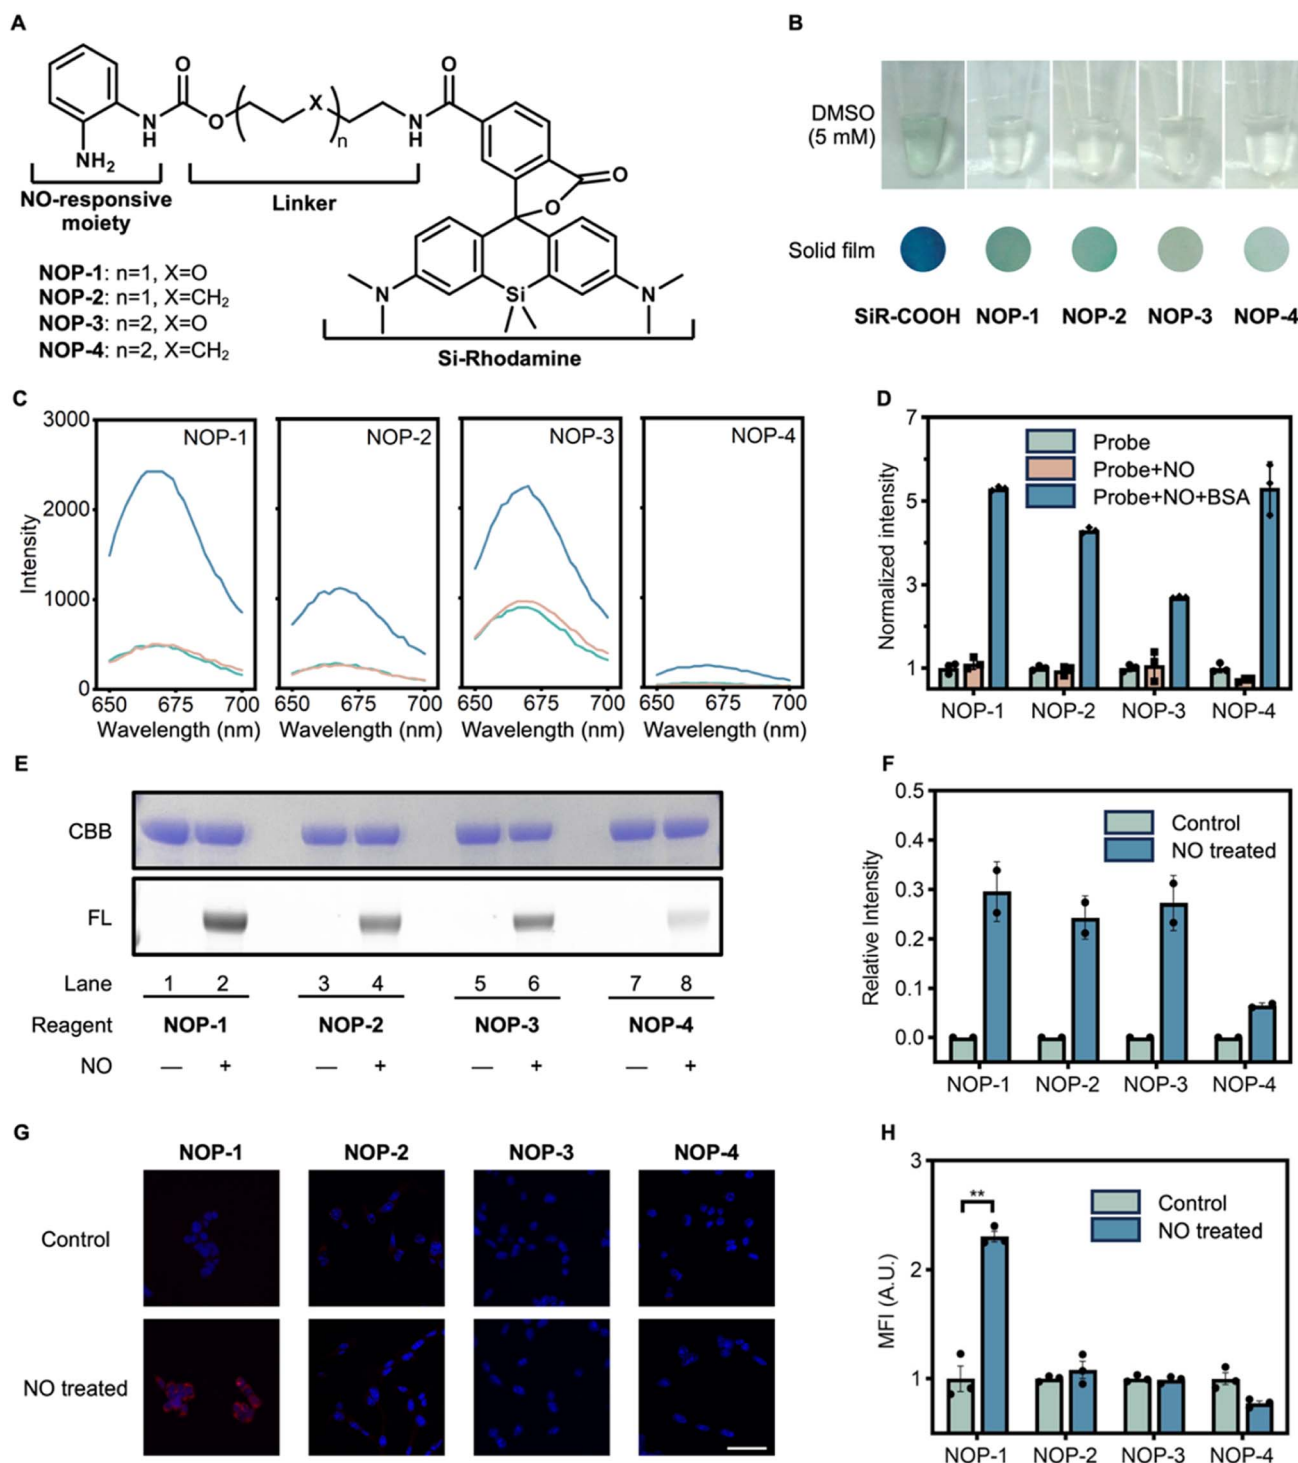 A
O
O
N
H
O
X
n
N
H
NH₂
NO-responsive
moiety
Linker
O
O
N
Si
N
Si-Rhodamine
NOP-1: n=1, X=O
NOP-2: n=1, X=CH₂
NOP-3: n=2, X=O
NOP-4: n=2, X=CH₂
B
DMSO
(5 mM)
Solid film
SiR-COOH NOP-1 NOP-2 NOP-3 NOP-4
C
Intensity
3000
2000
1000
0
NOP-1 NOP-2 NOP-3 NOP-4
650 675 700 650 675 700 650 675 700 650 675 700
Wavelength (nm) Wavelength (nm) Wavelength (nm) Wavelength (nm)
D
Normalized intensity
7
5
3
1
Probe
Probe+NO
Probe+NO+BSA
NOP-1 NOP-2 NOP-3 NOP-4
E
CBB
FL
Lane 1 2 3 4 5 6 7 8
Reagent NOP-1 NOP-2 NOP-3 NOP-4
NO — + — + — + — +
F
Relative Intensity
0.5
0.4
0.3
0.2
0.1
0.0
Control
NO treated
NOP-1 NOP-2 NOP-3 NOP-4
G
NOP-1 NOP-2 NOP-3 NOP-4
Control
NO treated
H
MFI (A.U.)
3
2
1
**
Control
NO treated
NOP-1 NOP-2 NOP-3 NOP-4